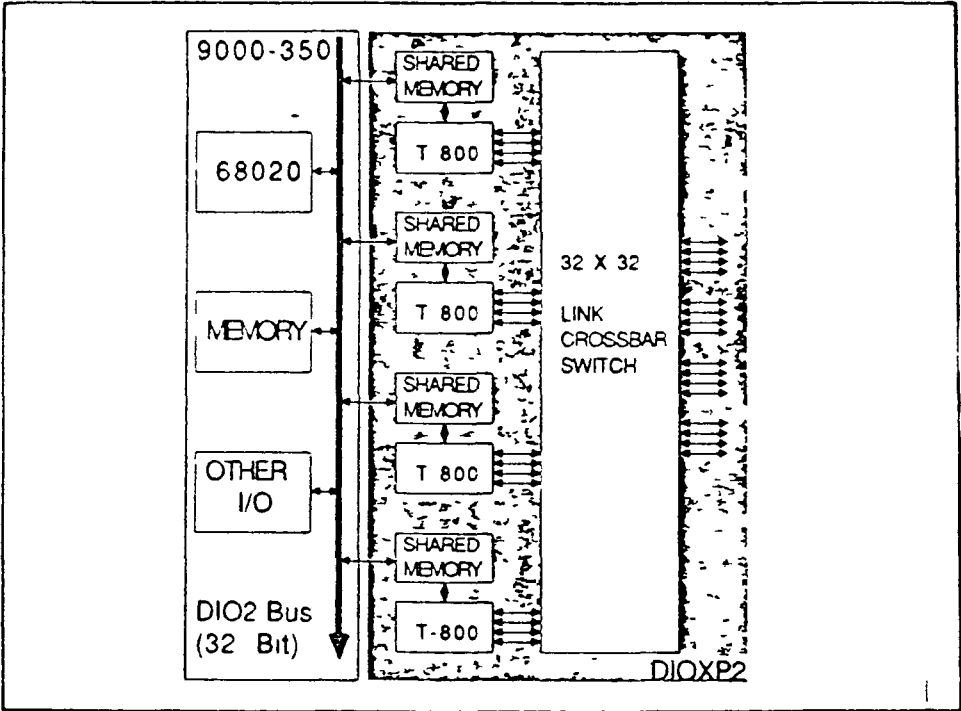 9000-350
68020
MEMORY
OTHER
I/O
DIO2 Bus
(32 Bit)
SHARED
MEMORY
T 800
SHARED
MEMORY
T 800
SHARED
MEMORY
T 800
SHARED
MEMORY
T-800
32 X 32
LINK
CROSSBAR
SWITCH
DIOXP2